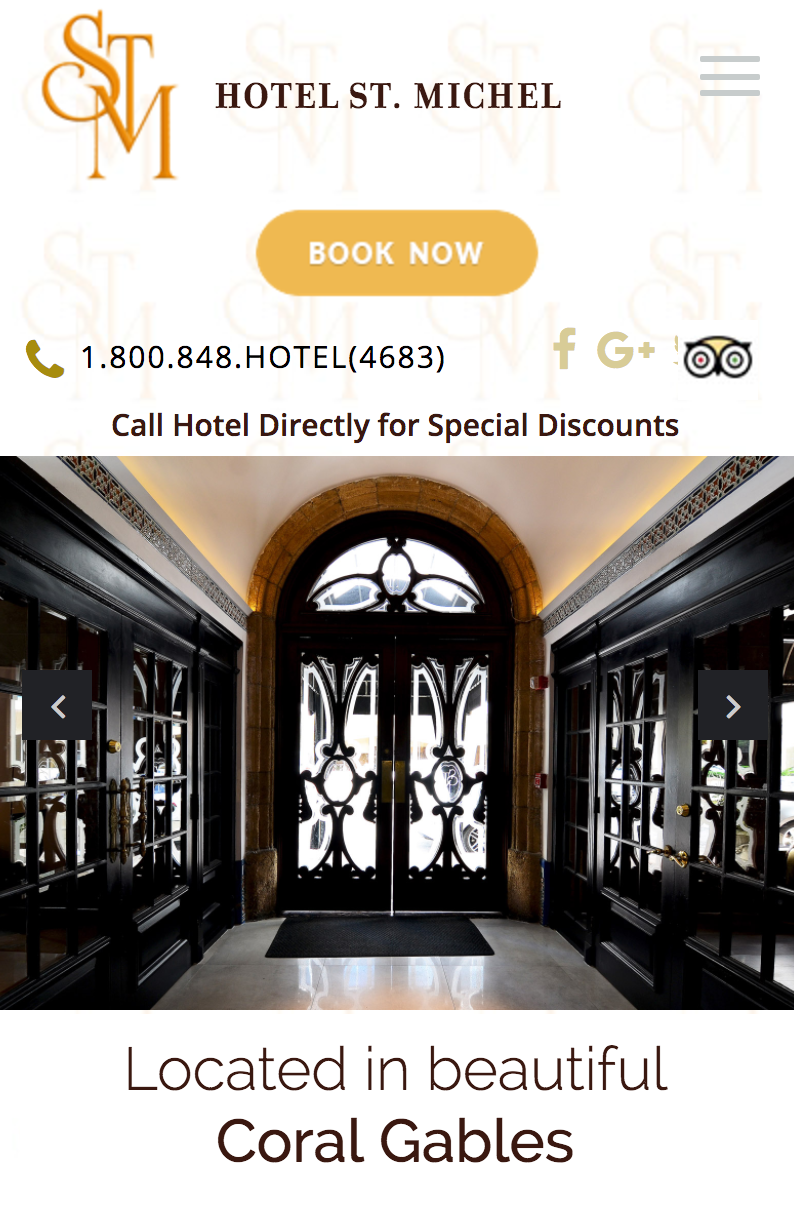 STM
HOTEL ST. MICHEL
BOOK NOW
1.800.848.HOTEL(4683)
f G+
Call Hotel Directly for Special Discounts
Located in beautiful
Coral Gables